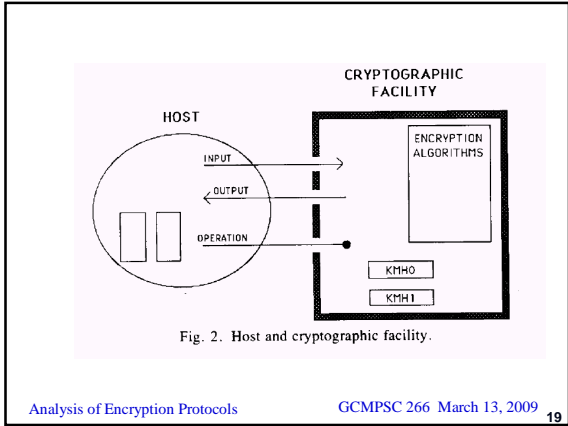 CRYPTOGRAPHIC
FACILITY
HOST
ENCRYPTION
ALGORITHMS
INPUT
OUTPUT
OPERATION
KMH0
KMH1
Fig. 2. Host and cryptographic facility.
Analysis of Encryption Protocols
GCMPSC 266 March 13, 2009
19